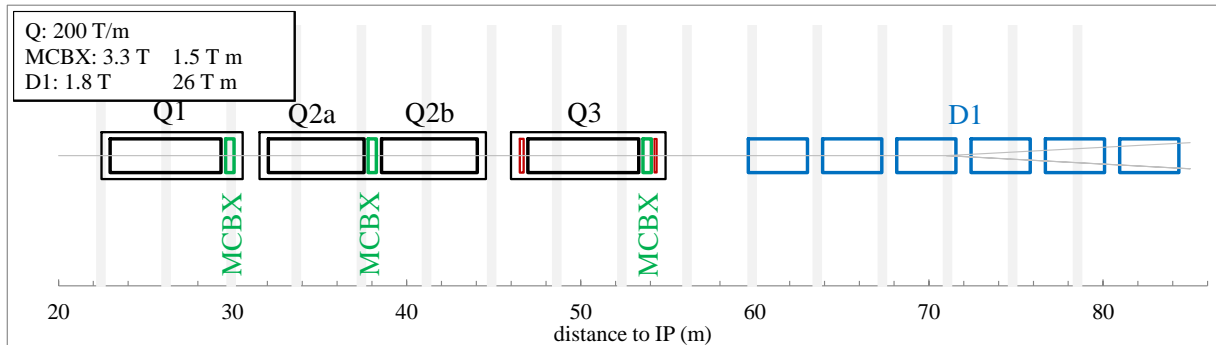 Q: 200 T/m
MCBX: 3.3 T 1.5 T m
D1: 1.8 T 26 T m
Q1 Q2a Q2b Q3 D1
MCBX MCBX MCBX
20 30 40 50 60 70 80
distance to IP (m)